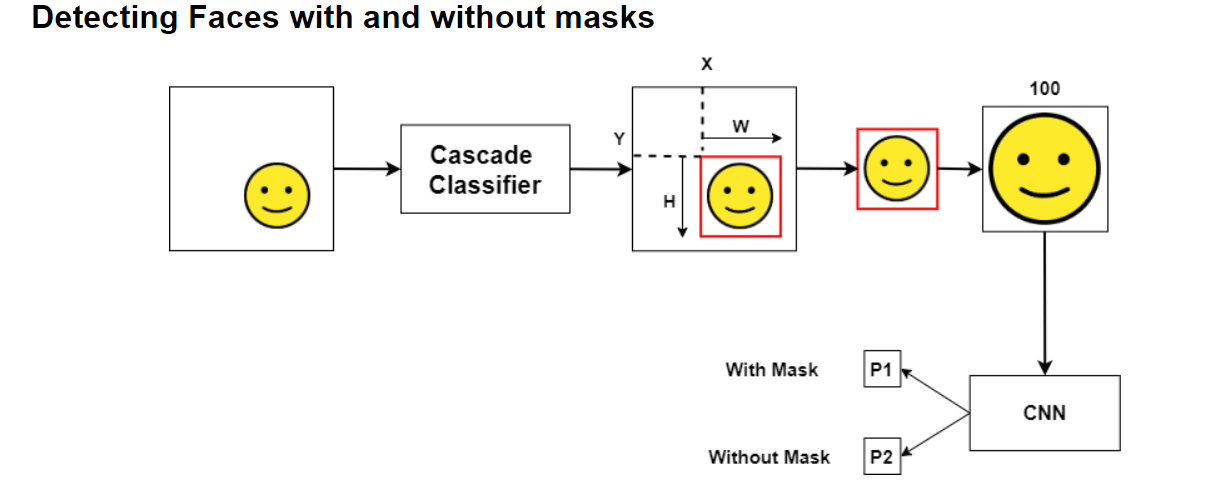 Detecting Faces with and without masks
X
100
Y
W
Cascade
Classifier
H
With Mask
P1
CNN
Without Mask
P2